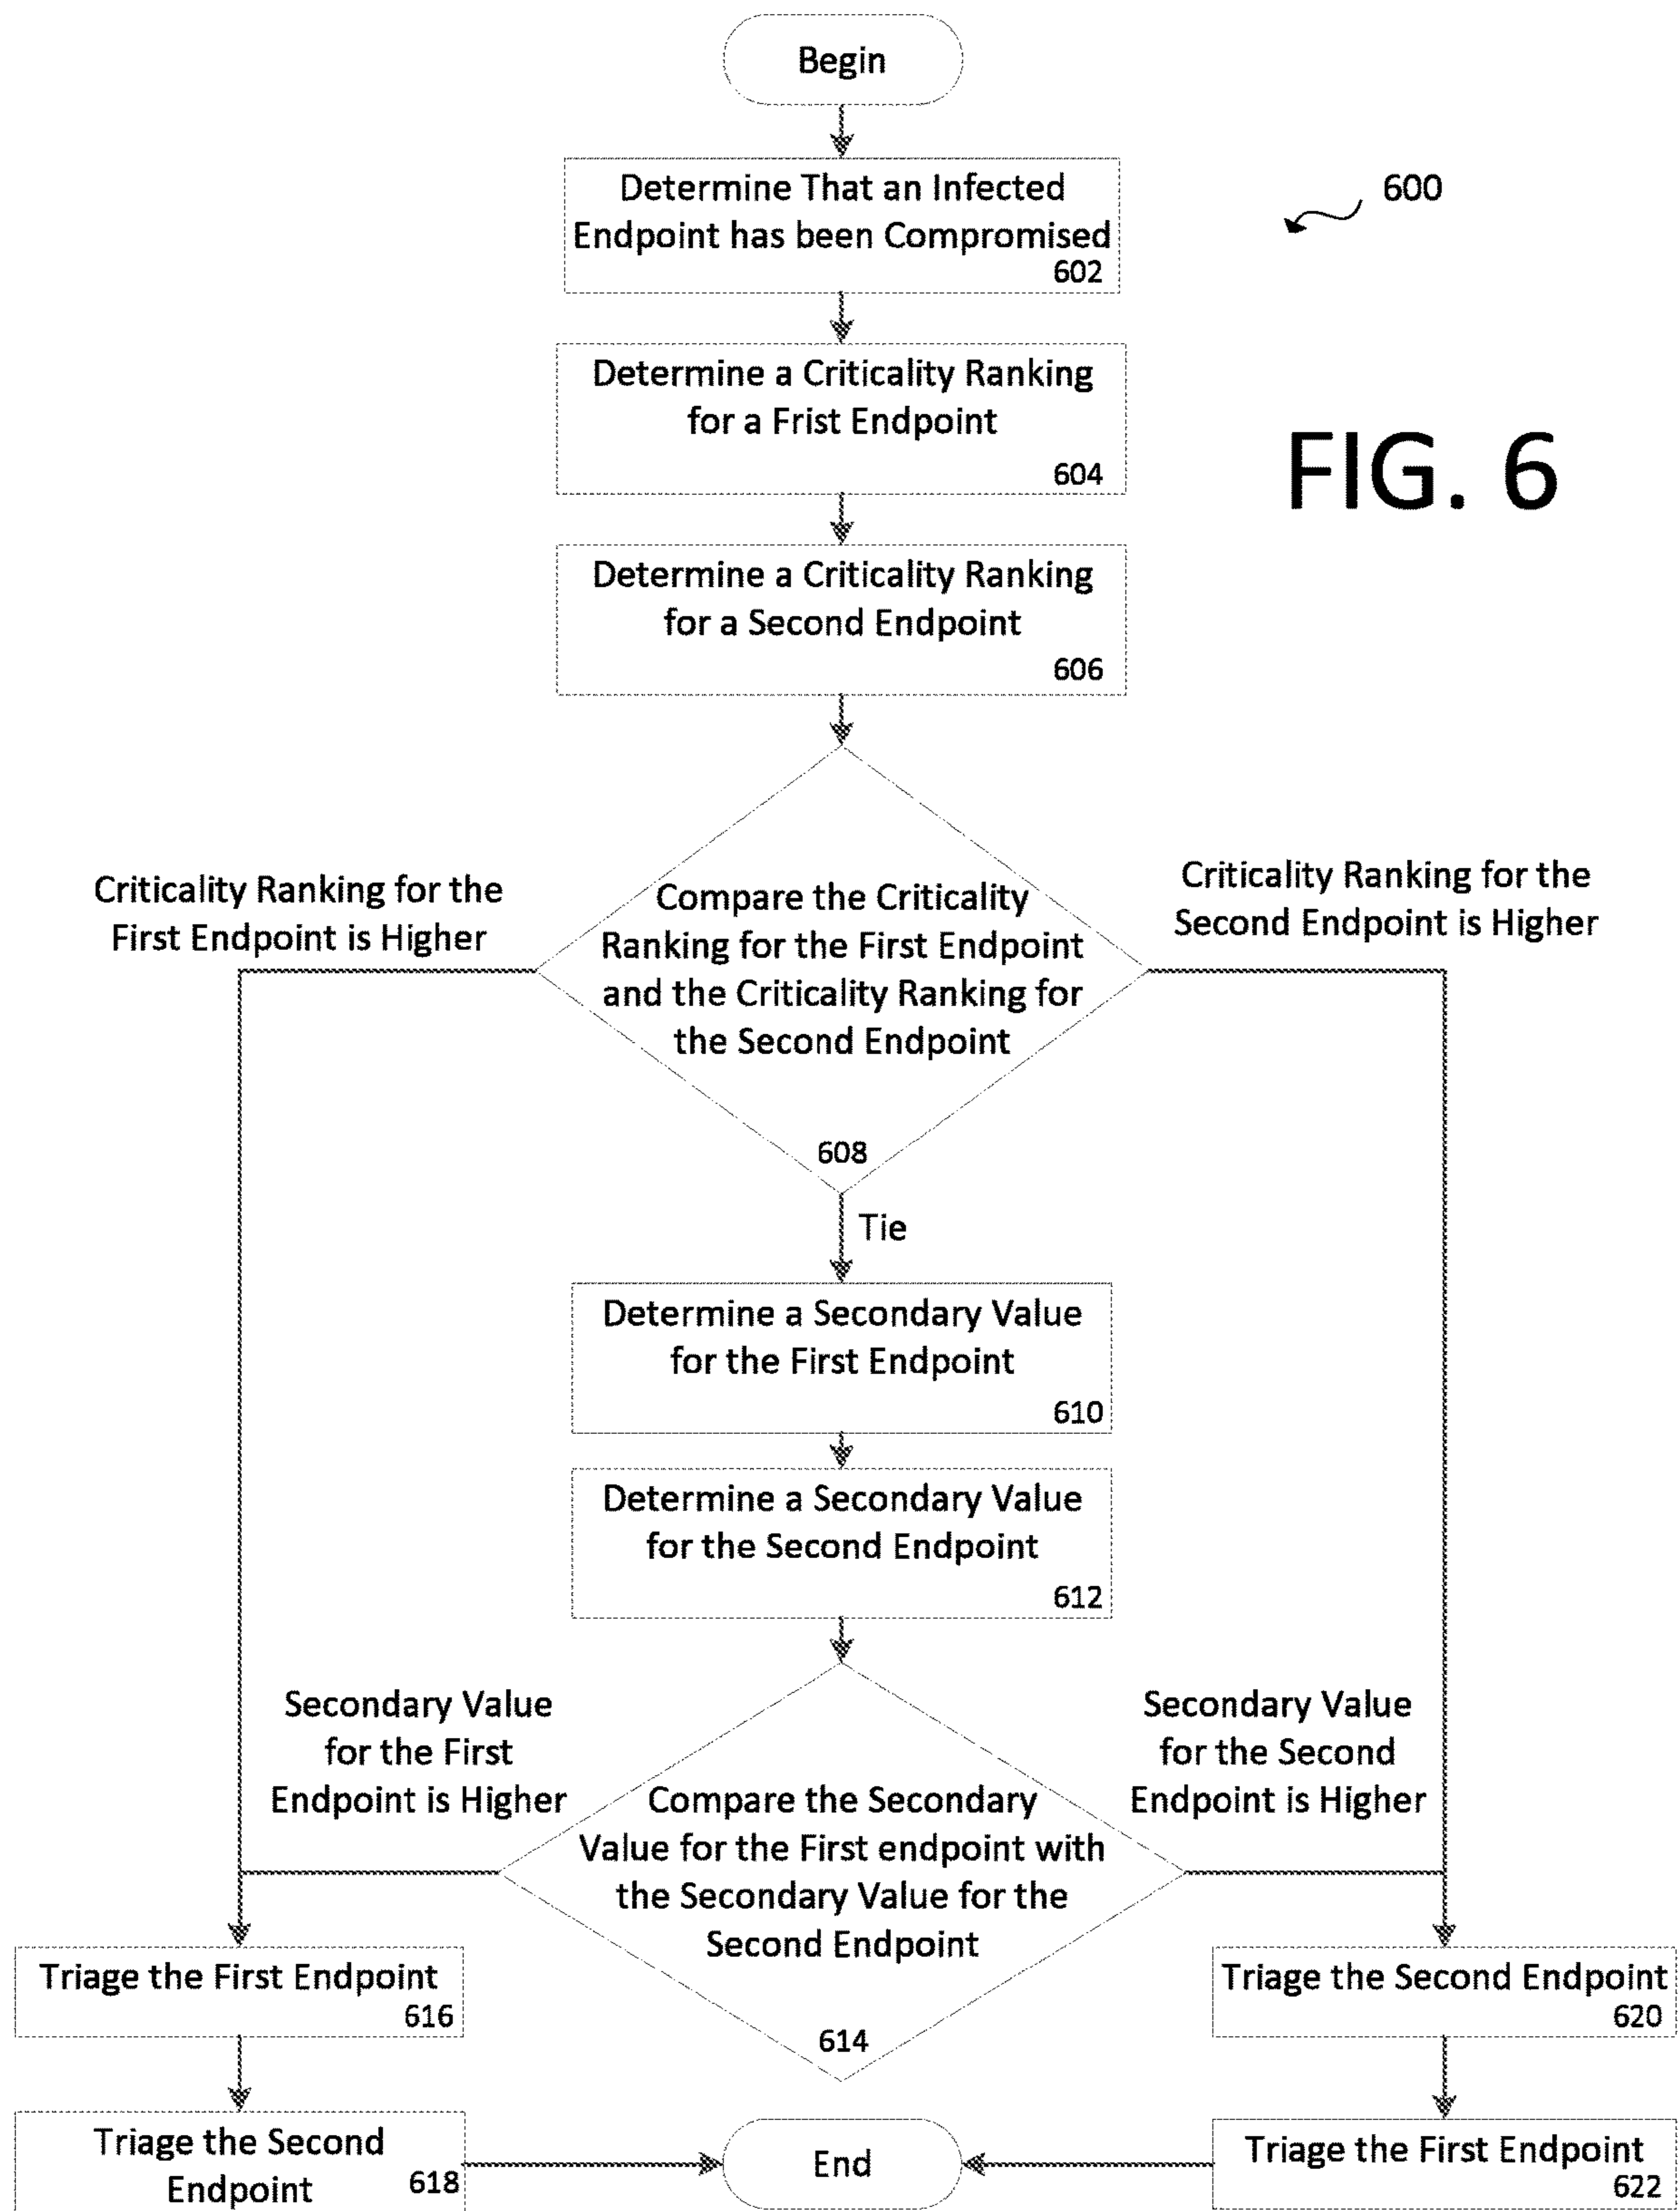 Begin
Determine That an Infected
Endpoint has been Compromised
602
600
Determine a Criticality Ranking
for a Frist Endpoint
604
FIG. 6
Determine a Criticality Ranking
for a Second Endpoint
606
Criticality Ranking for the
First Endpoint is Higher
Compare the Criticality
Ranking for the First Endpoint
and the Criticality Ranking for
the Second Endpoint
608
Criticality Ranking for the
Second Endpoint is Higher
Tie
Determine a Secondary Value
for the First Endpoint
610
Determine a Secondary Value
for the Second Endpoint
612
Secondary Value
for the First
Endpoint is Higher
Compare the Secondary
Value for the First endpoint with
the Secondary Value for the
Second Endpoint
614
Secondary Value
for the Second
Endpoint is Higher
Triage the First Endpoint
616
Triage the Second Endpoint
620
Triage the Second
Endpoint
618
End
Triage the First Endpoint
622